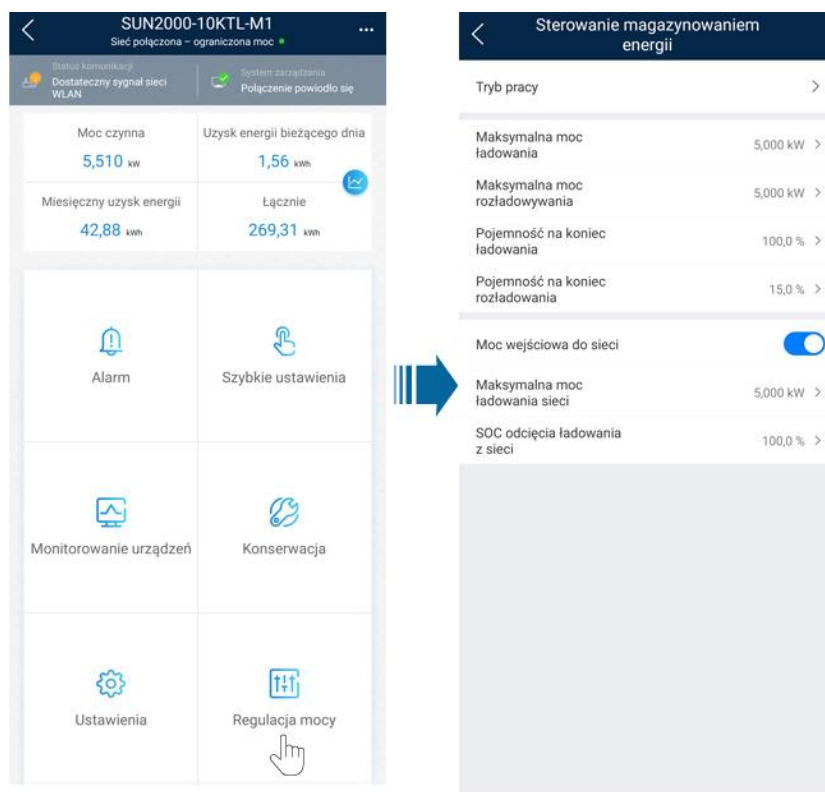 SUN2000-10KTL-M1
Sieć połączona – ograniczona moc
Status komunikacji
Dostateczny sygnał sieci
WLAN
System zarządzania
Połączenie powiodło się
Moc czynna
5,510 kW
Uzysk energii bieżącego dnia
1,56 kWh
Miesięczny uzysk energii
42,88 kWh
Łącznie
269,31 kWh
Alarm
Szybkie ustawienia
Monitorowanie urządzeń
Konserwacja
Ustawienia
Regulacja mocy
Sterowanie magazynowaniem
energii
Tryb pracy
Maksymalna moc
ładowania
5,000 kW
Maksymalna moc
rozładowywania
5,000 kW
Pojemność na koniec
ładowania
100,0 %
Pojemność na koniec
rozładowania
15,0 %
Moc wejściowa do sieci
Maksymalna moc
ładowania sieci
5,000 kW
SOC odcięcia ładowania
z sieci
100,0 %